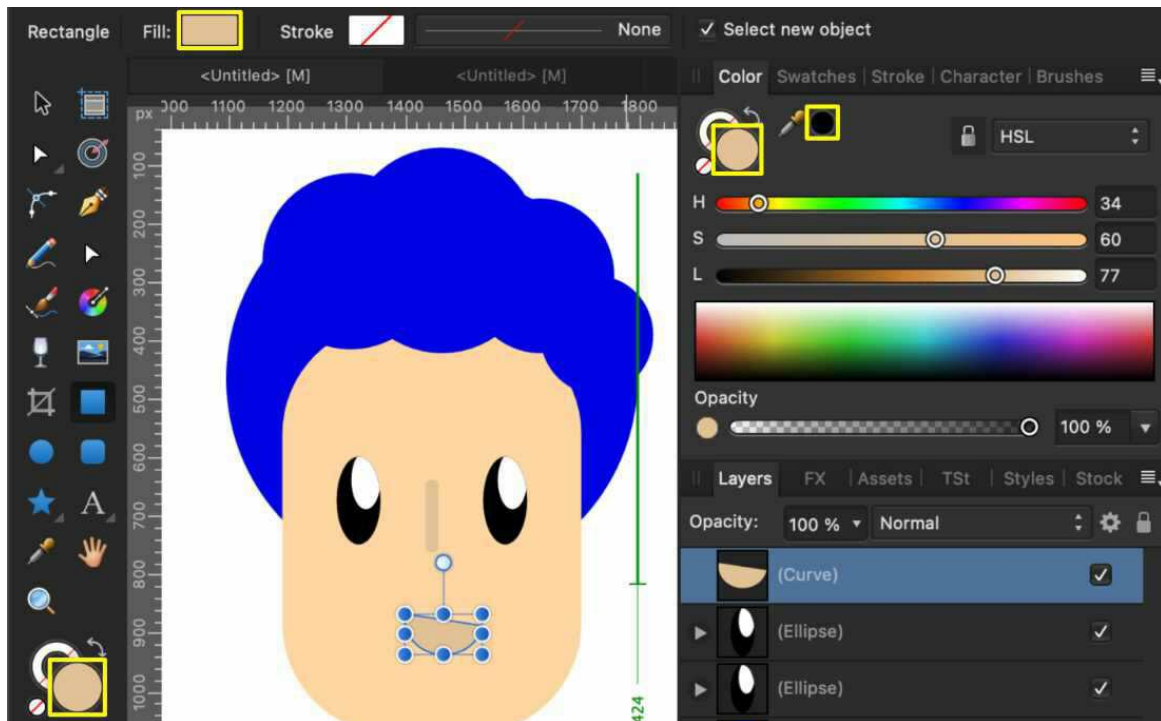 Rectangle Fill: Stroke None Select new object
<Untitled> [M] <Untitled> [M]
Color Swatches Stroke Character Brushes
px 1000 1100 1200 1300 1400 1500 1600 1700 1800
HSL
100
H 34
200
S 60
L 77
300
400
Opacity
500
100 %
600
Layers FX Assets TSt Styles Stock
700
Opacity: 100 % Normal
800
(Curve)
900
(Ellipse)
1000
(Ellipse)
424